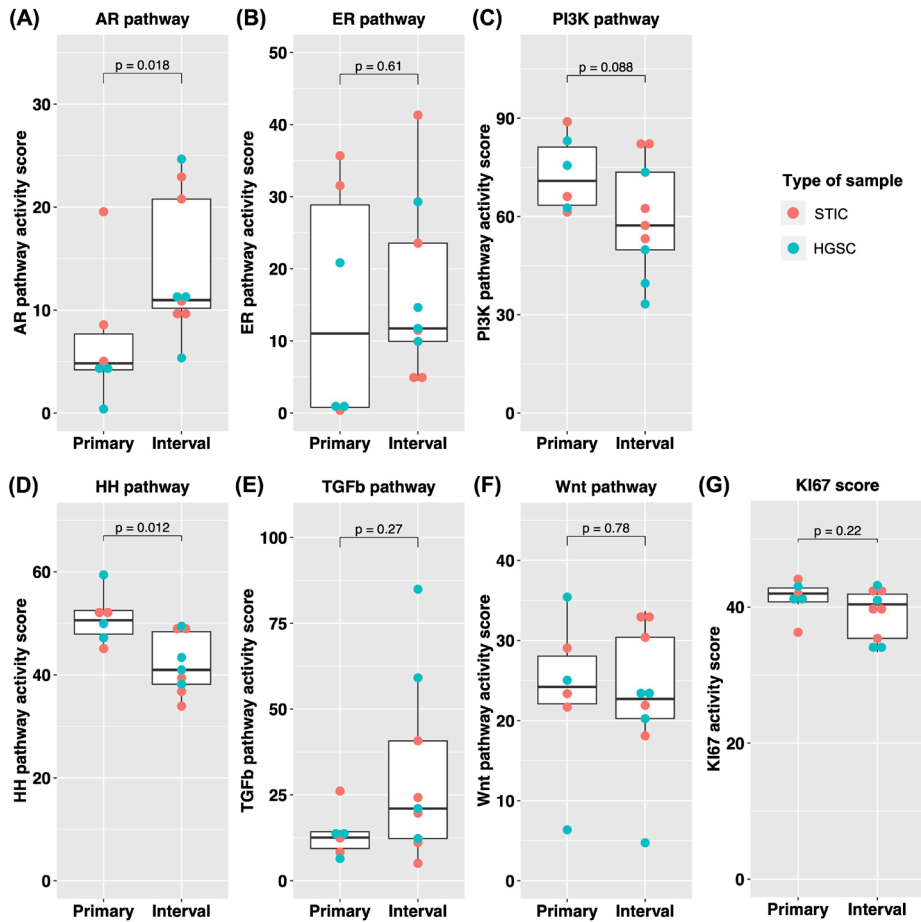 (A) AR pathway
AR pathway activity score
p = 0.018
30
20
10
0
Primary Interval
(B) ER pathway
ER pathway activity score
p = 0.61
50
40
30
20
10
0
Primary Interval
(C) PI3K pathway
PI3K pathway activity score
p = 0.088
90
60
30
0
Primary Interval
Type of sample
STIC
HGSC
(D) HH pathway
HH pathway activity score
p = 0.012
60
40
20
0
Primary Interval
(E) TGFb pathway
TGFb pathway activity score
p = 0.27
100
75
50
25
0
Primary Interval
(F) Wnt pathway
Wnt pathway activity score
p = 0.78
40
30
20
10
0
Primary Interval
(G) KI67 score
KI67 activity score
p = 0.22
40
20
0
Primary Interval